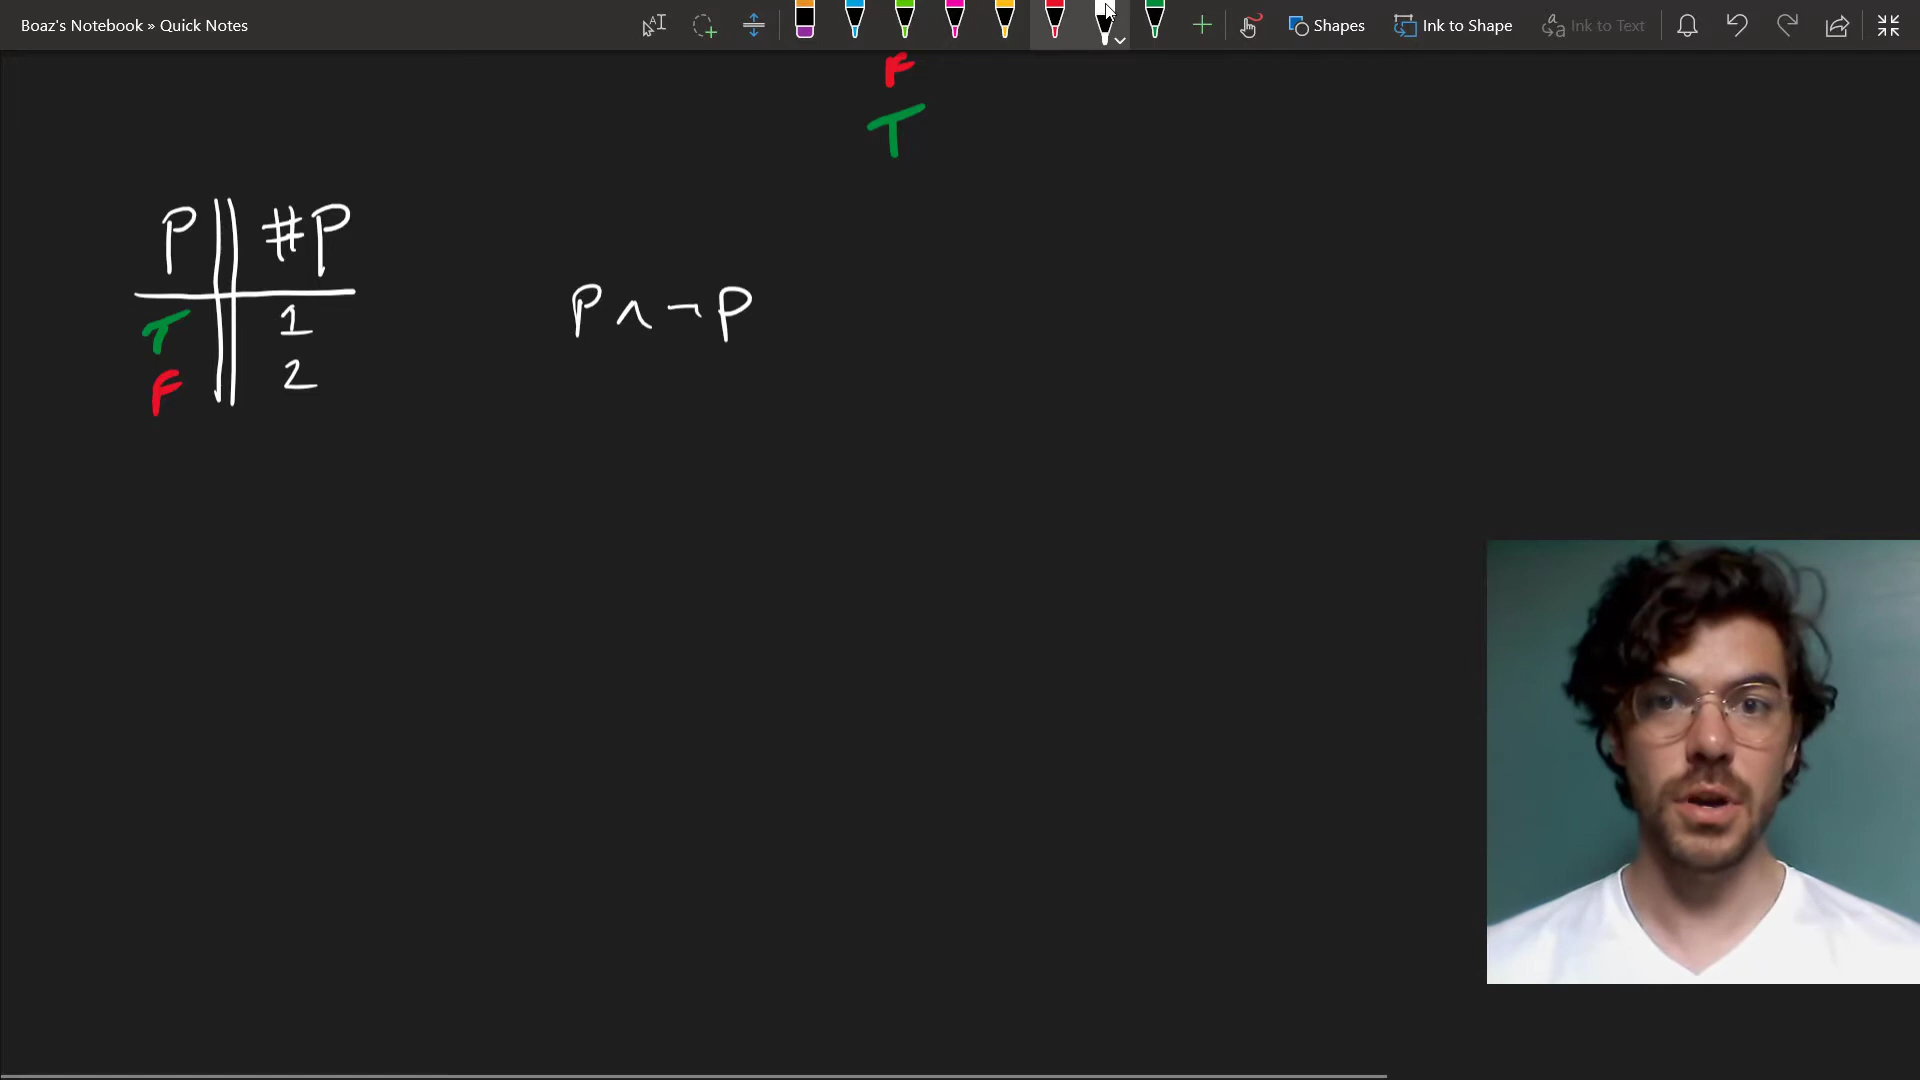 Boaz's Notebook » Quick Notes
Shapes
Ink to Shape
Ink to Text
F
T
P #P
T 1
F 2
P ∧ ¬ P